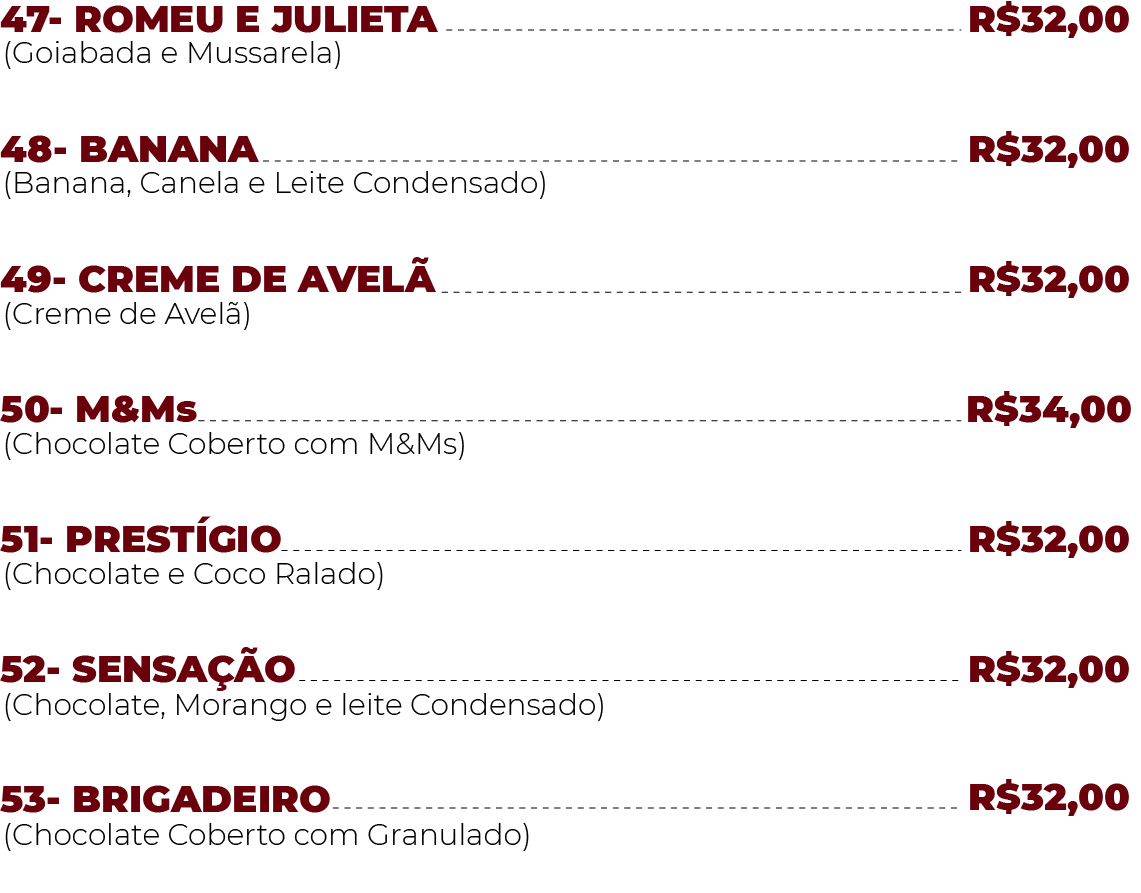 47- ROMEU E JULIETA R$32,00
(Goiabada e Mussarela)
48- BANANA R$32,00
(Banana, Canela e Leite Condensado)
49- CREME DE AVELÃ R$32,00
(Creme de Avelã)
50- M&Ms R$34,00
(Chocolate Coberto com M&Ms)
51- PRESTÍGIO R$32,00
(Chocolate e Coco Ralado)
52- SENSAÇÃO R$32,00
(Chocolate, Morango e leite Condensado)
53- BRIGADEIRO R$32,00
(Chocolate Coberto com Granulado)